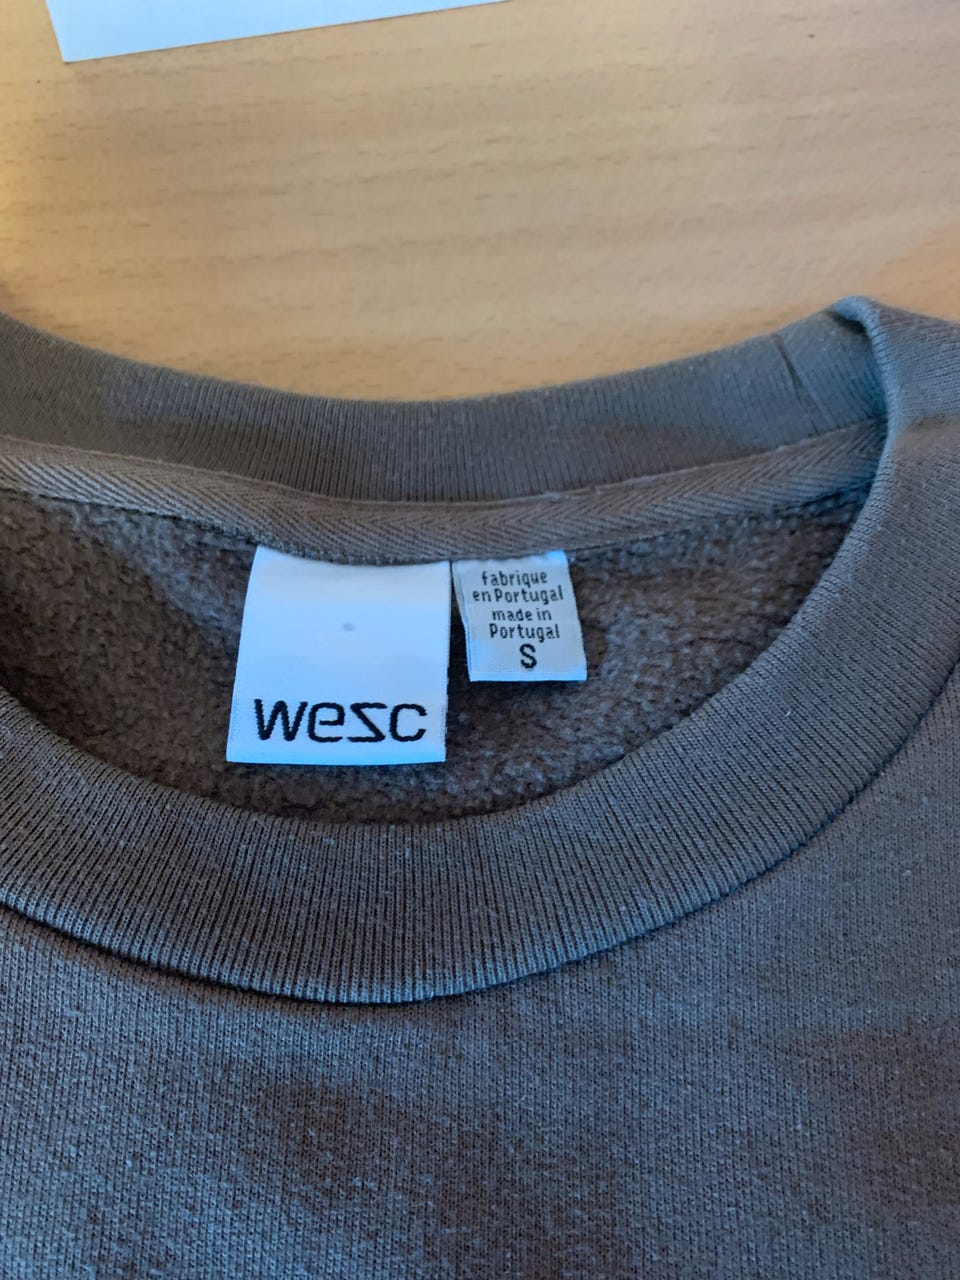 wesc
fabrique
en Portugal
made in
Portugal
S